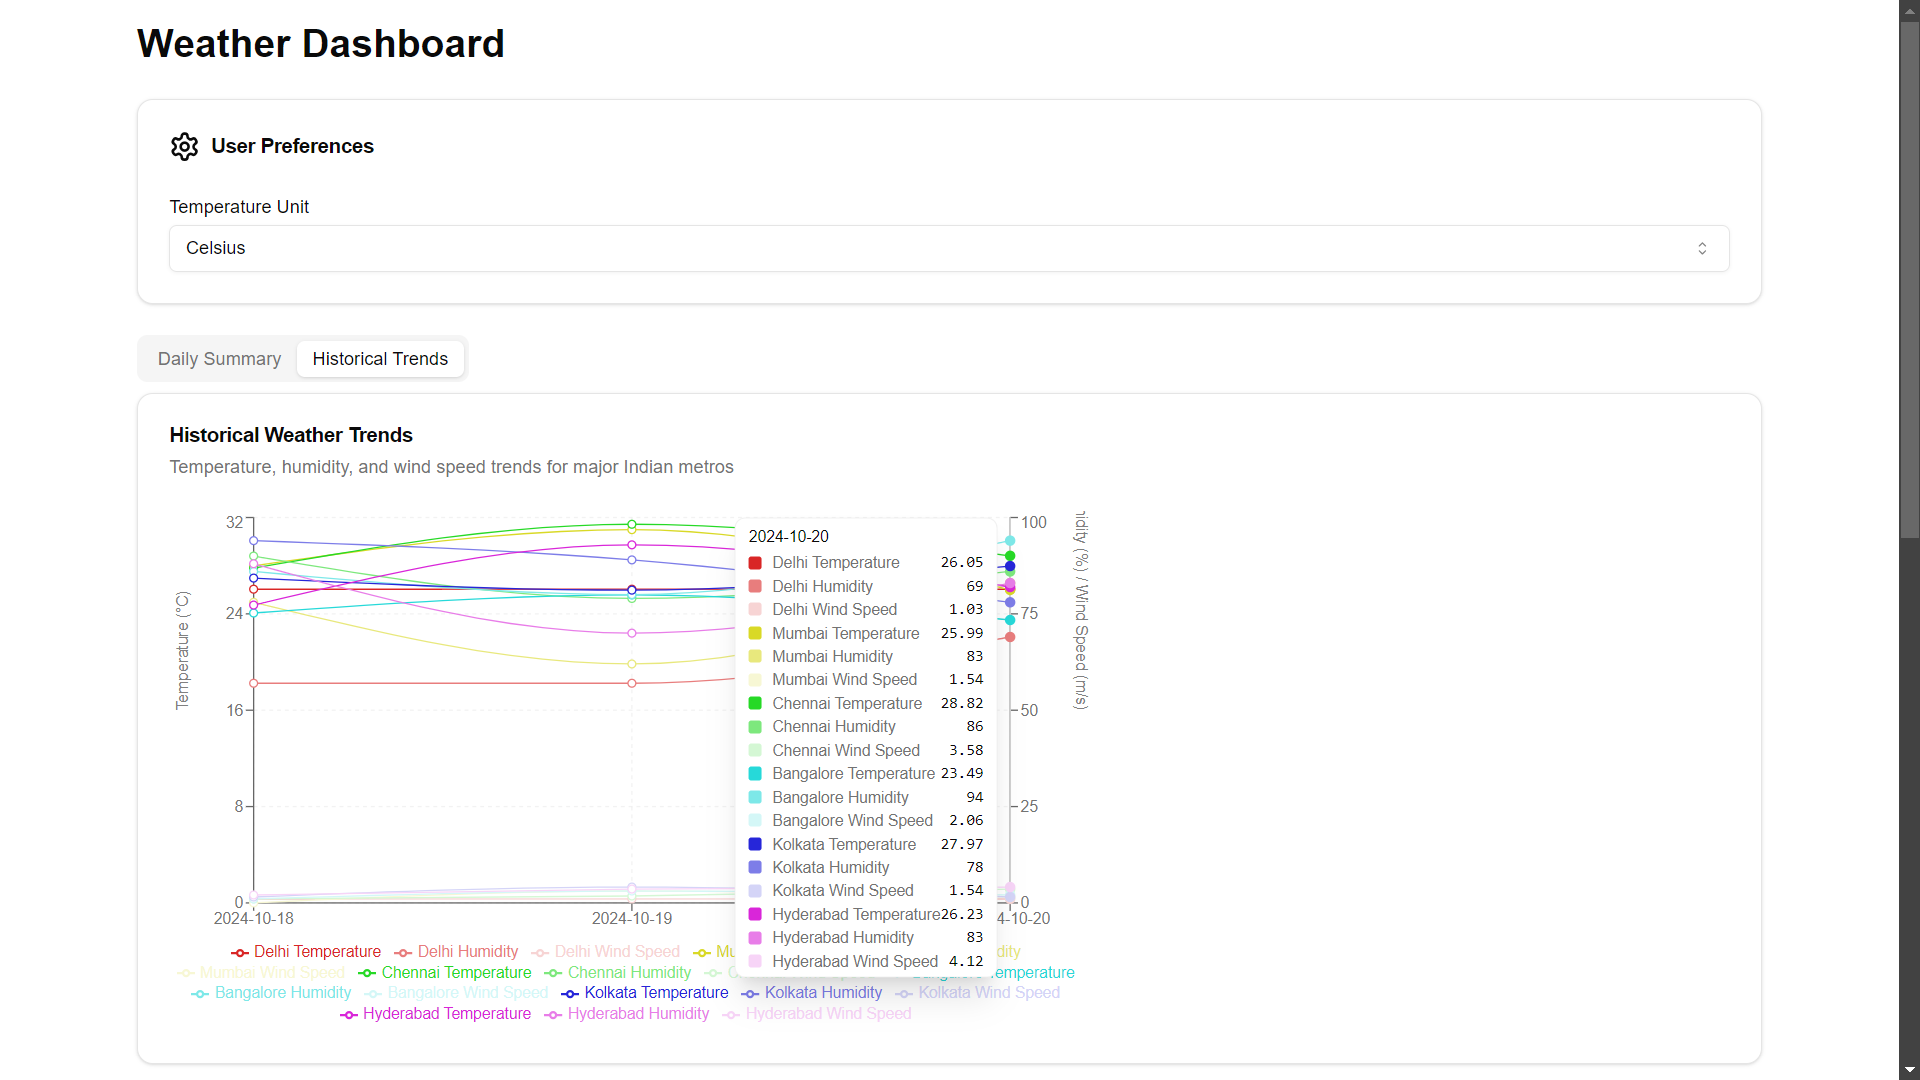 Weather Dashboard
User Preferences
Temperature Unit
Celsius
Daily Summary
Historical Trends
Historical Weather Trends
Temperature, humidity, and wind speed trends for major Indian metros
32
24
16
8
0
Temperature (°C)
100
75
50
25
0
(%) / Wind Speed (m/s)
2024-10-18
2024-10-19
4-10-20
2024-10-20
Delhi Temperature 26.05
Delhi Humidity 69
Delhi Wind Speed 1.03
Mumbai Temperature 25.99
Mumbai Humidity 83
Mumbai Wind Speed 1.54
Chennai Temperature 28.82
Chennai Humidity 86
Chennai Wind Speed 3.58
Bangalore Temperature 23.49
Bangalore Humidity 94
Bangalore Wind Speed 2.06
Kolkata Temperature 27.97
Kolkata Humidity 78
Kolkata Wind Speed 1.54
Hyderabad Temperature 26.23
Hyderabad Humidity 83
Hyderabad Wind Speed 4.12
Delhi Temperature Delhi Humidity Delhi Wind Speed
Mumbai Wind Speed Chennai Temperature Chennai Humidity
Bangalore Humidity Bangalore Wind Speed Kolkata Temperature Kolkata Humidity Kolkata Wind Speed
Hyderabad Temperature Hyderabad Humidity Hyderabad Wind Speed